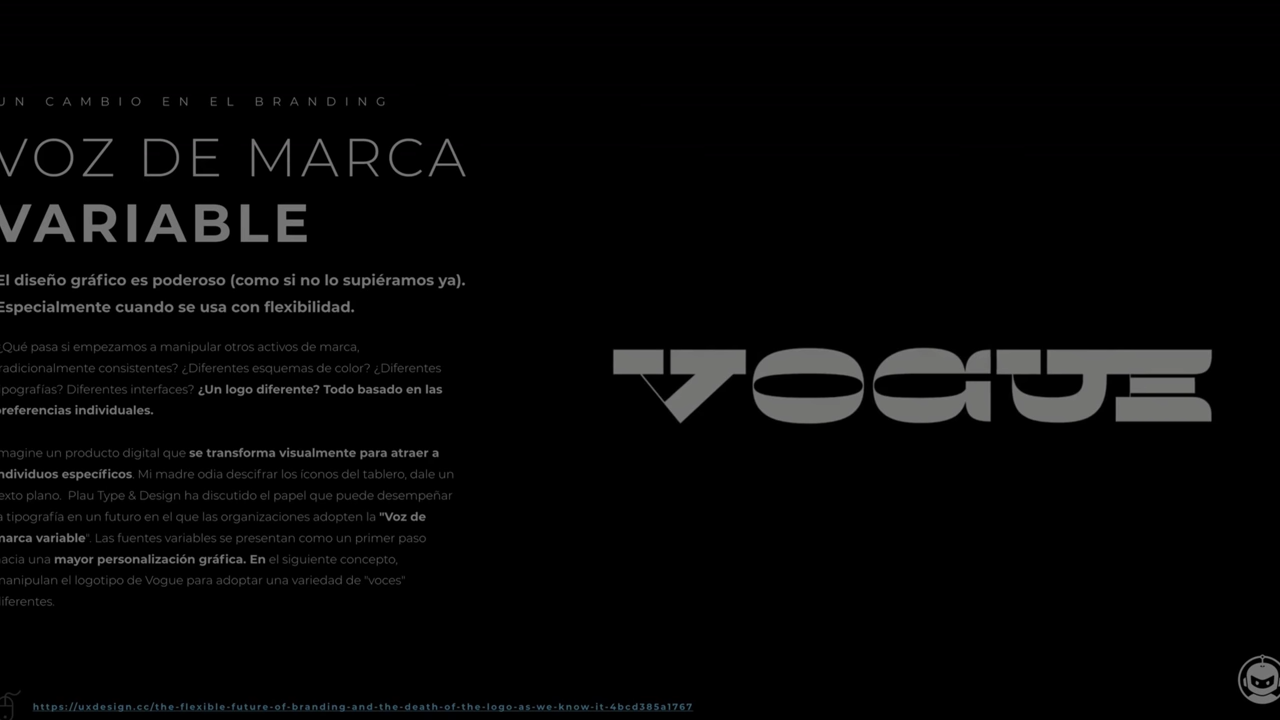 UN CAMBIO EN EL BRANDING
VOZ DE MARCA
VARIABLE
El diseño gráfico es poderoso (como si no lo supiéramos ya).
Especialmente cuando se usa con flexibilidad.
¿Qué pasa si empezamos a manipular otros activos de marca,
tradicionalmente consistentes? ¿Diferentes esquemas de color? ¿Diferentes
tipografías? Diferentes interfaces? ¿Un logo diferente? Todo basado en las
preferencias individuales.
Imagine un producto digital que se transforma visualmente para atraer a
individuos específicos. Mi madre odia descifrar los íconos del tablero, dale un
texto plano. Plau Type & Design ha discutido el papel que puede desempeñar
la tipografía en un futuro en el que las organizaciones adopten la "Voz de
marca variable". Las fuentes variables se presentan como un primer paso
hacia una mayor personalización gráfica. En el siguiente concepto,
manipulan el logotipo de Vogue para adoptar una variedad de "voces"
diferentes.
VOGUE
https://uxdesign.cc/the-flexible-future-of-branding-and-the-death-of-the-logo-as-we-know-it-4bcd385a1767